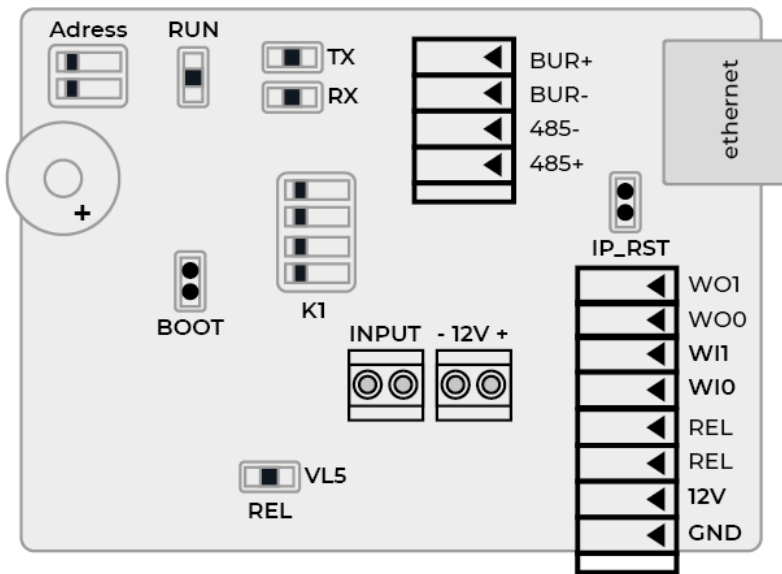 Adress
RUN
TX
RX
BUR+
BUR-
485-
485+
ethernet
+
IP_RST
BOOT
K1
INPUT
- 12V +
WO1
WO0
WI1
WI0
REL
REL
12V
GND
VL5
REL